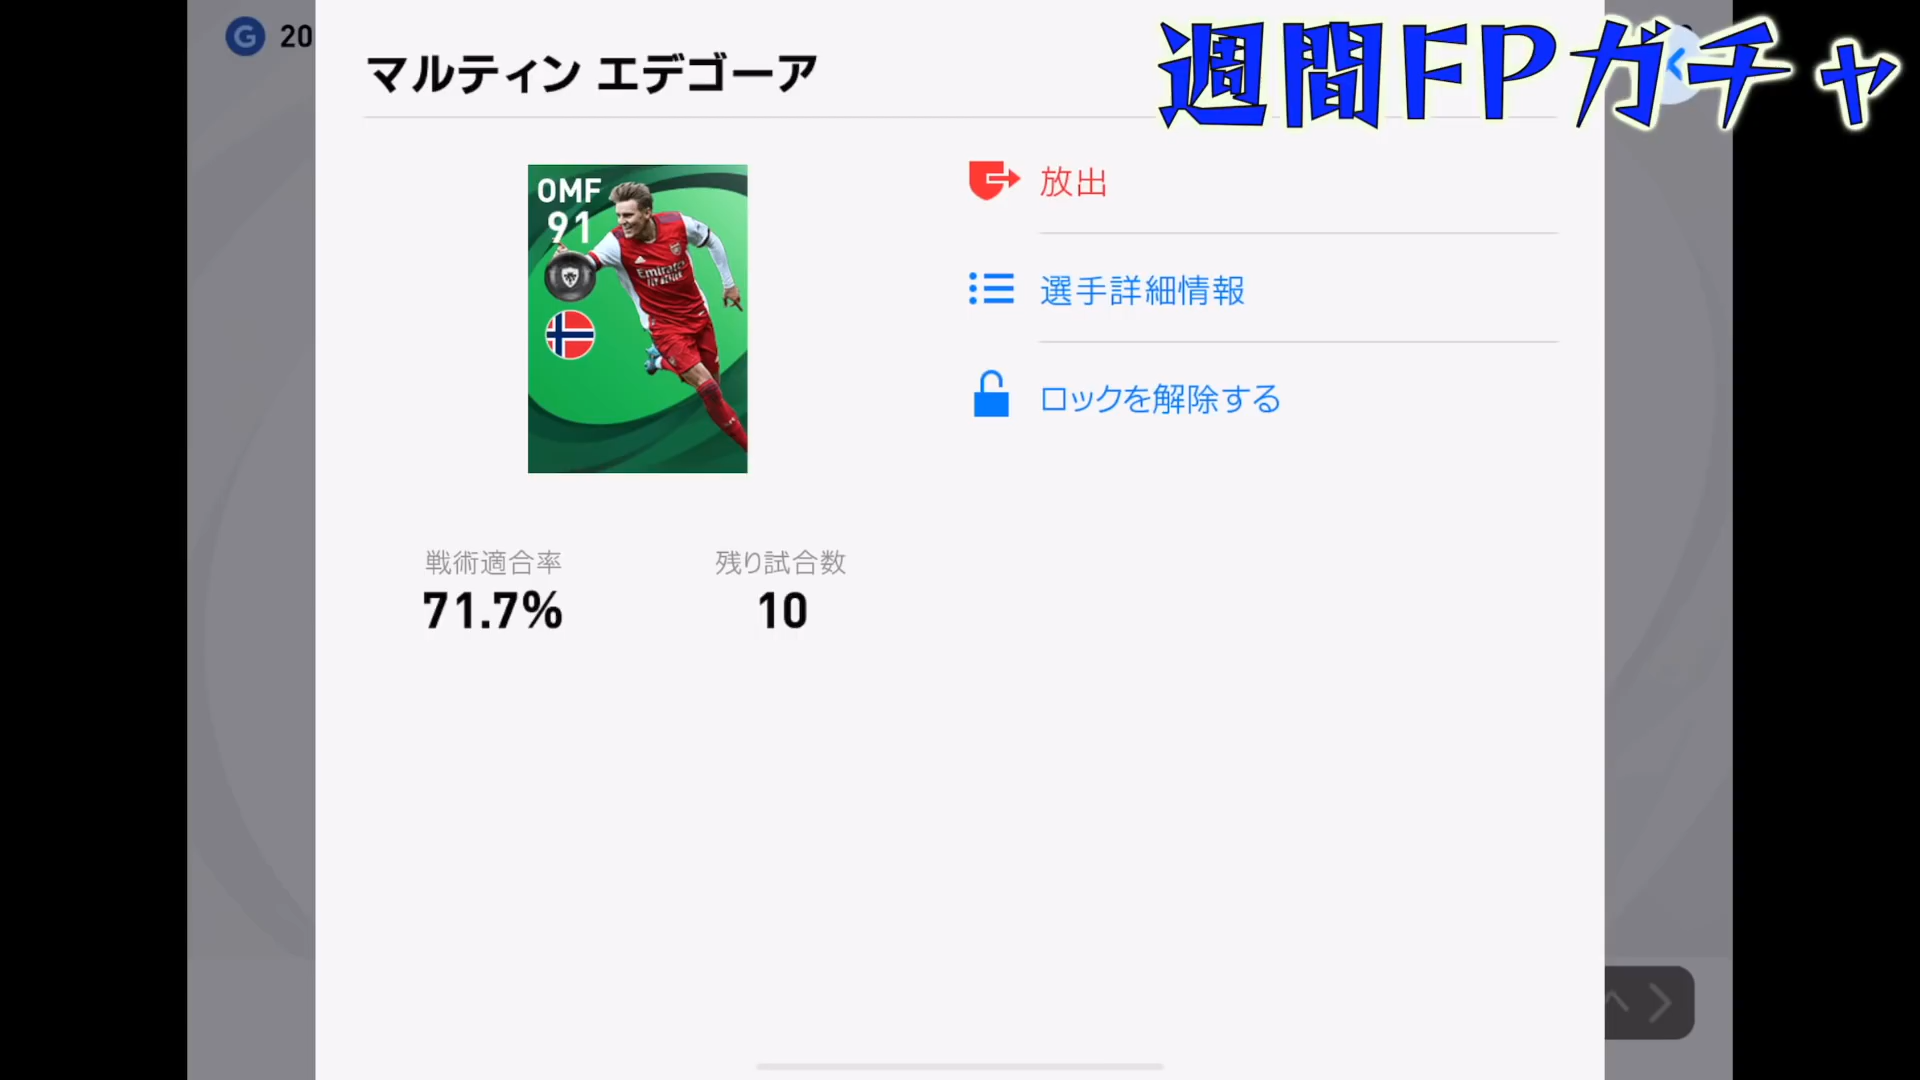 G 20
週間FPガチャ
マルティン エデゴーア
OMF
91
Emirates
放出
選手詳細情報
ロックを解除する
戦術適合率
71.7%
残り試合数
10
へ